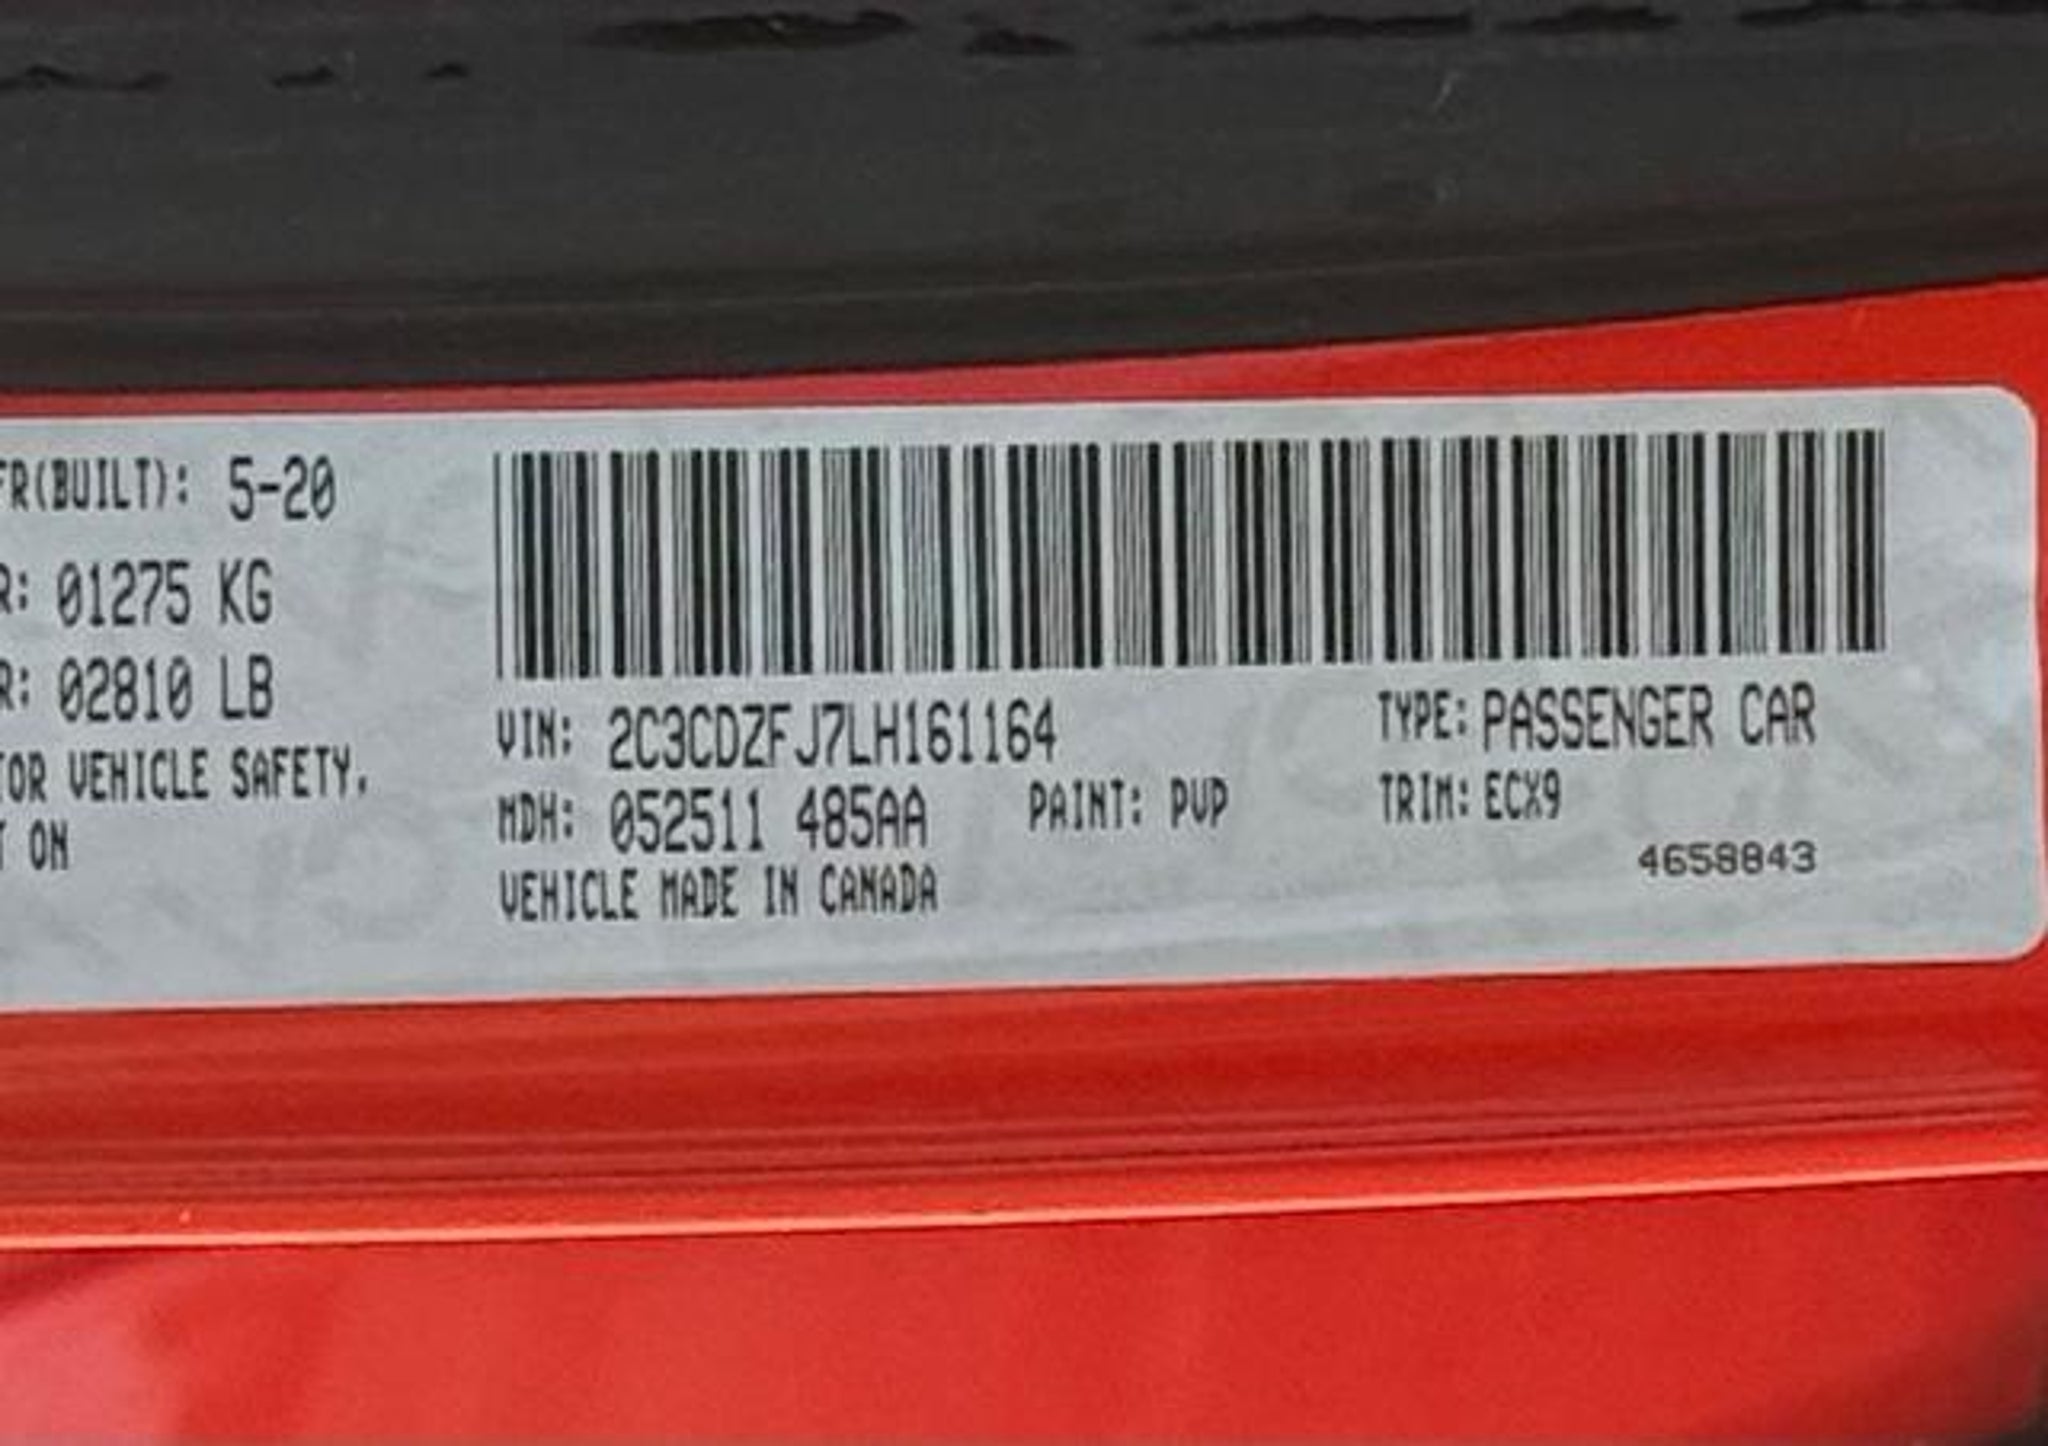 FR(BUILT): 5-20
R: 01275 KG
R: 02810 LB
TOR VEHICLE SAFETY,
T ON
VIN: 2C3CDZFJ7LH161164 TYPE: PASSENGER CAR
MDH: 052511 485AA PAINT: PVP TRIM: ECX9
VEHICLE MADE IN CANADA 4658843